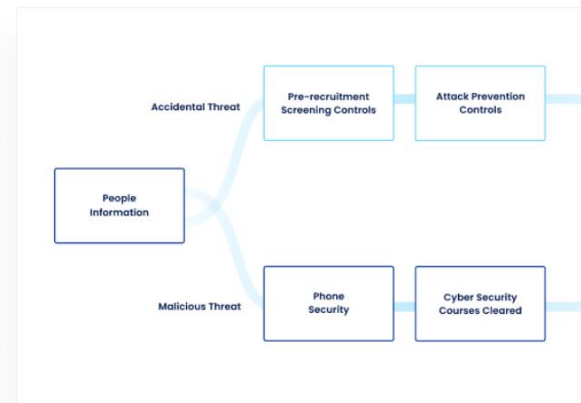 Accidental Threat
Pre-recruitment
Screening Controls
Attack Prevention
Controls
People
Information
Malicious Threat
Phone
Security
Cyber Security
Courses Cleared